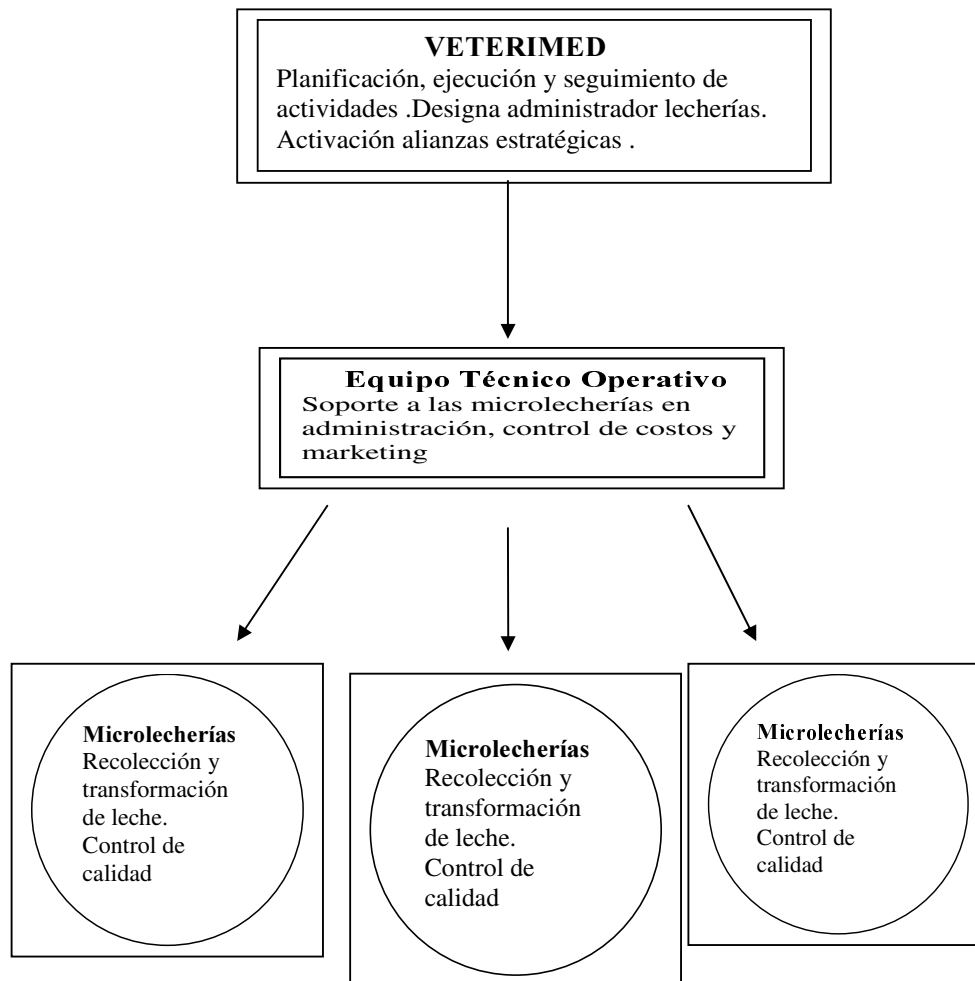 VETERIMED
Planificación, ejecución y seguimiento de
actividades .Designa administrador lecherías.
Activación alianzas estratégicas .
Equipo Técnico Operativo
Soporte a las microlecherías en
administración, control de costos y
marketing
Microlecherías
Recolección y
transformación
de leche.
Control de
calidad
Microlecherías
Recolección y
transformación
de leche.
Control de
calidad
Microlecherías
Recolección y
transformación
de leche.
Control de
calidad